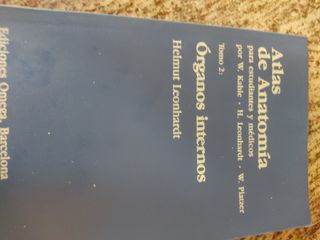 Atlas
de Anatomía
para estudiantes y médicos
por W. Kahle · H. Leonhardt · W. Platzer
Tomo 2:
Órganos internos
Helmut Leonhardt
Ediciones Omega, Barcelona